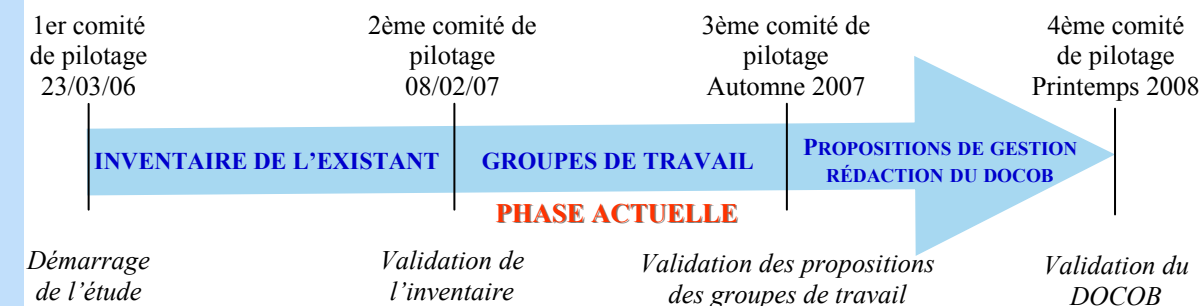 1er comité
de pilotage
23/03/06
2ème comité de
pilotage
08/02/07
3ème comité de
pilotage
Automne 2007
4ème comité
de pilotage
Printemps 2008
INVENTAIRE DE L’EXISTANT
GROUPES DE TRAVAIL
PROPOSITIONS DE GESTION
RÉDACTION DU DOCOB
PHASE ACTUELLE
Démarrage
de l’étude
Validation de
l’inventaire
Validation des propositions
des groupes de travail
Validation du
DOCOB